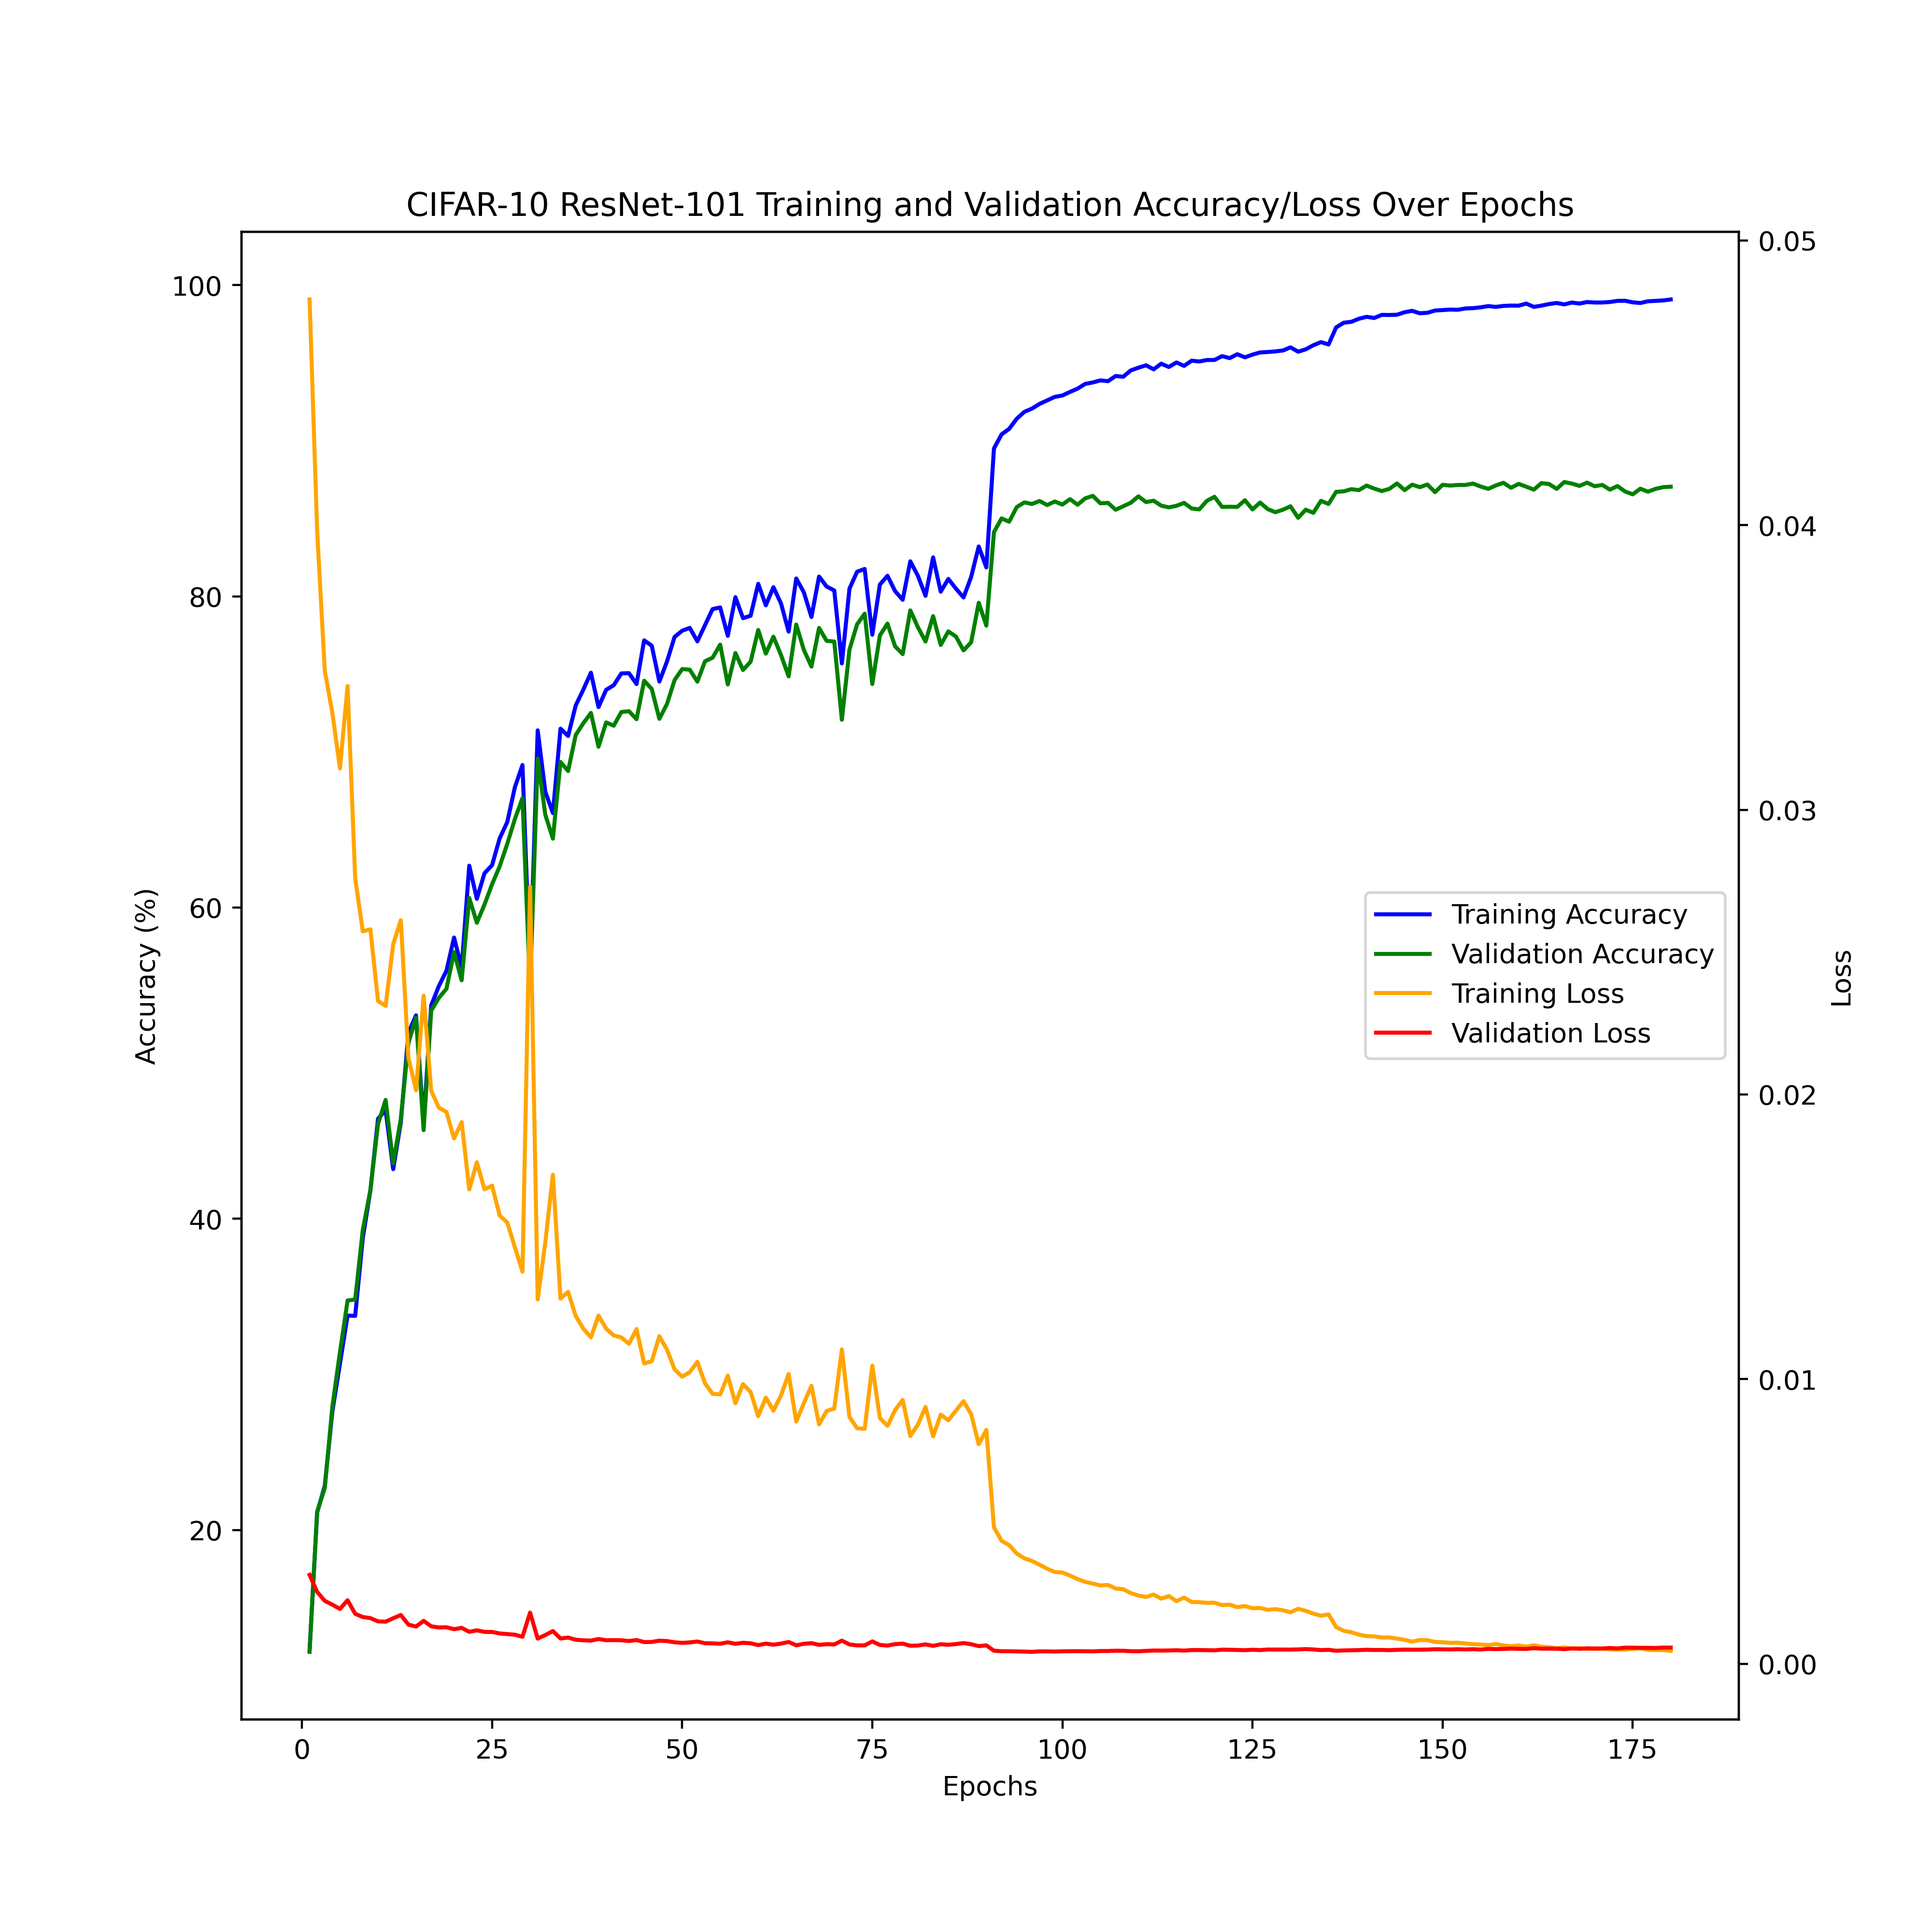 CIFAR-10 ResNet-101 Training and Validation Accuracy/Loss Over Epochs
100
80
60
40
20
Accuracy (%)
0.05
0.04
0.03
0.02
0.01
0.00
Loss
Training Accuracy
Validation Accuracy
Training Loss
Validation Loss
0 25 50 75 100 125 150 175
Epochs